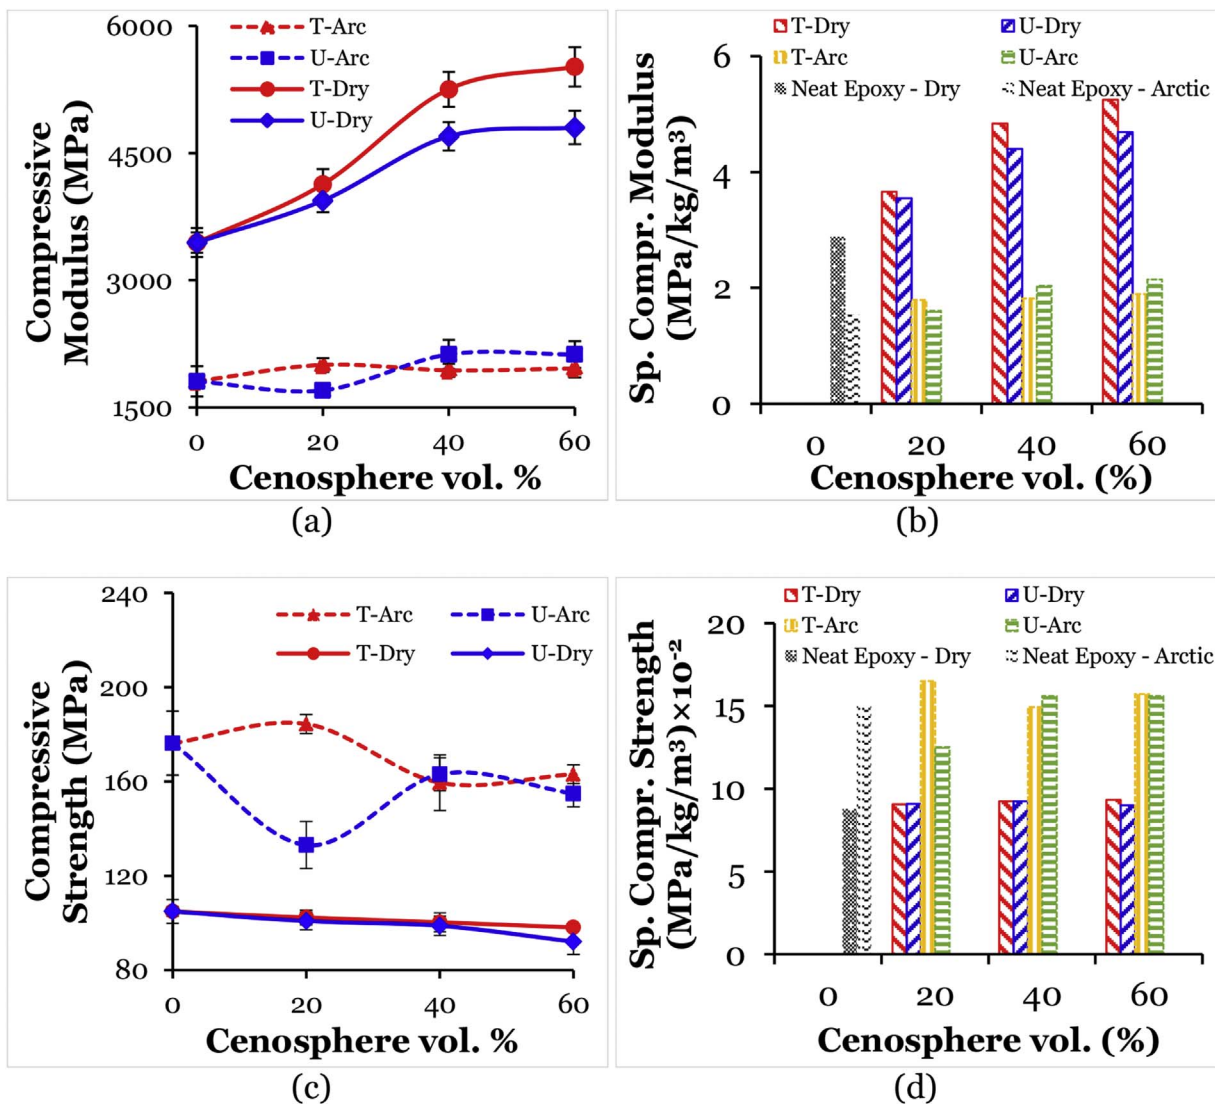 6000
4500
3000
1500
Compressive
Modulus (MPa)
T-Arc
U-Arc
T-Dry
U-Dry
0 20 40 60
Cenosphere vol. %
(a)
T-Dry U-Dry
T-Arc U-Arc
Neat Epoxy - Dry Neat Epoxy - Arctic
6
4
2
0
Sp. Compr. Modulus
(MPa/kg/m³)
0 20 40 60
Cenosphere vol. (%)
(b)
240
200
160
120
80
Compressive
Strength (MPa)
T-Arc U-Arc
T-Dry U-Dry
0 20 40 60
Cenosphere vol. %
(c)
T-Dry U-Dry
T-Arc U-Arc
Neat Epoxy - Dry Neat Epoxy - Arctic
20
15
10
5
0
Sp. Compr. Strength
(MPa/kg/m³)×10⁻²
0 20 40 60
Cenosphere vol. (%)
(d)